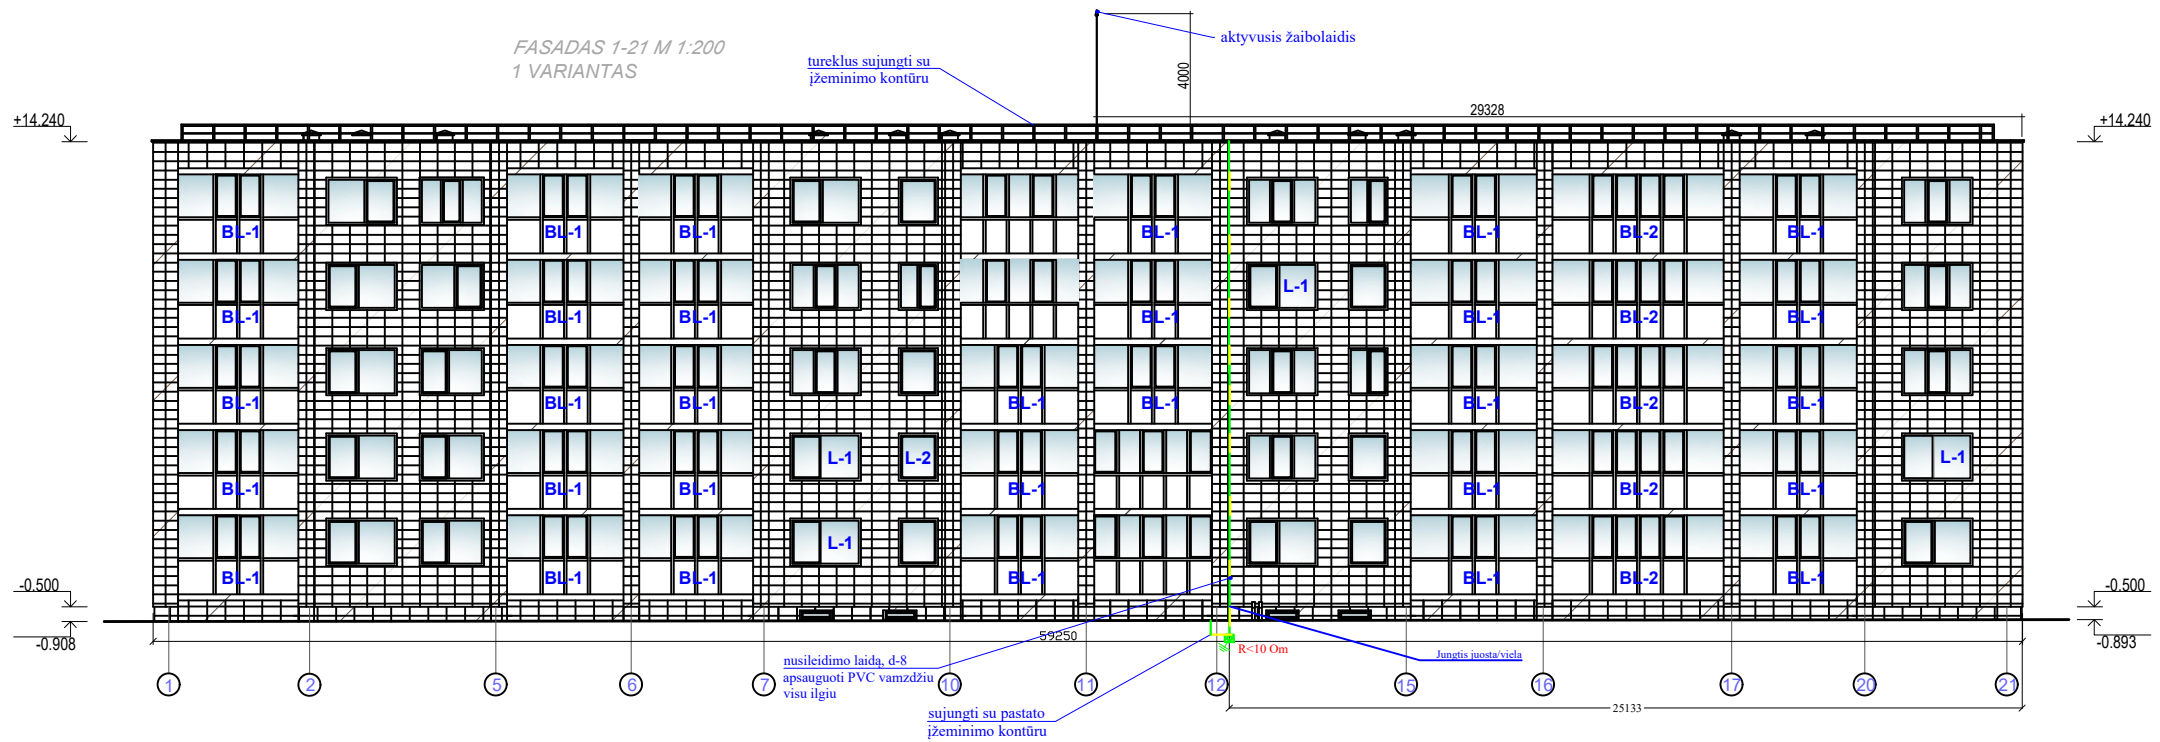 FASADAS 1-21 M 1:200
1 VARIANTAS
aktyvusis žaibolaidis
tureklus sujungti su
įžeminimo kontūru
4000
29328
+14.240
+14.240
BL-1 BL-1 BL-1 BL-1 BL-1 BL-2 BL-1
L-1
BL-1 BL-1 BL-1 BL-1 BL-1 BL-2 BL-1
BL-1 BL-1 BL-1 BL-1 BL-1 BL-1 BL-2 BL-1
L-1 L-2 L-1
BL-1 BL-1 BL-1 BL-1 BL-1 BL-2 BL-1
L-1
BL-1 BL-1 BL-1 BL-1 BL-1 BL-2 BL-1
-0.500
-0.500
-0.908
59250
-0.893
R<10 Om
Jungtis juosta/viela
nusileidimo laidą, d-8
apsauguoti PVC vamzdžiu
visu ilgiu
1 2 5 6 7 10 11 12 15 16 17 20 21
25133
sujungti su pastato
įžeminimo kontūru